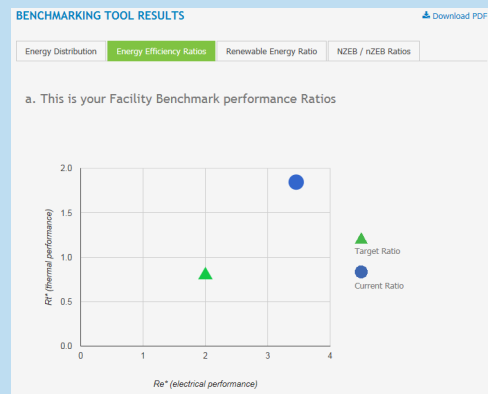 BENCHMARKING TOOL RESULTS
Download PDF
Energy Distribution
Energy Efficiency Ratios
Renewable Energy Ratio
NZEB / nZEB Ratios
a. This is your Facility Benchmark performance Ratios
2.0
1.5
1.0
0.5
0.0
Rt* (thermal performance)
0
1
2
3
4
Re* (electrical performance)
Target Ratio
Current Ratio